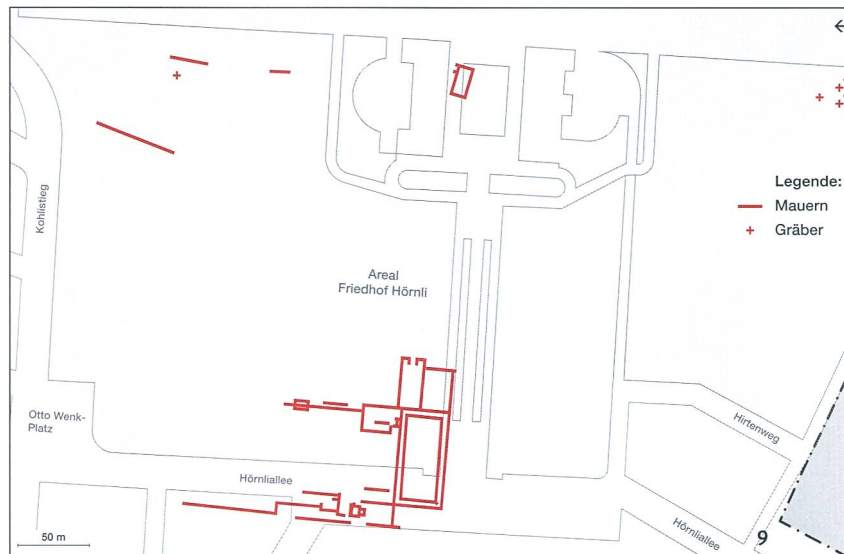 ←
Legende:
Mauern
+ Gräber
Kohlistieg
Areal
Friedhof Hörnli
Otto Wenk-
Platz
Hirtenweg
Hörnliallee
Hörnliallee
50 m
9